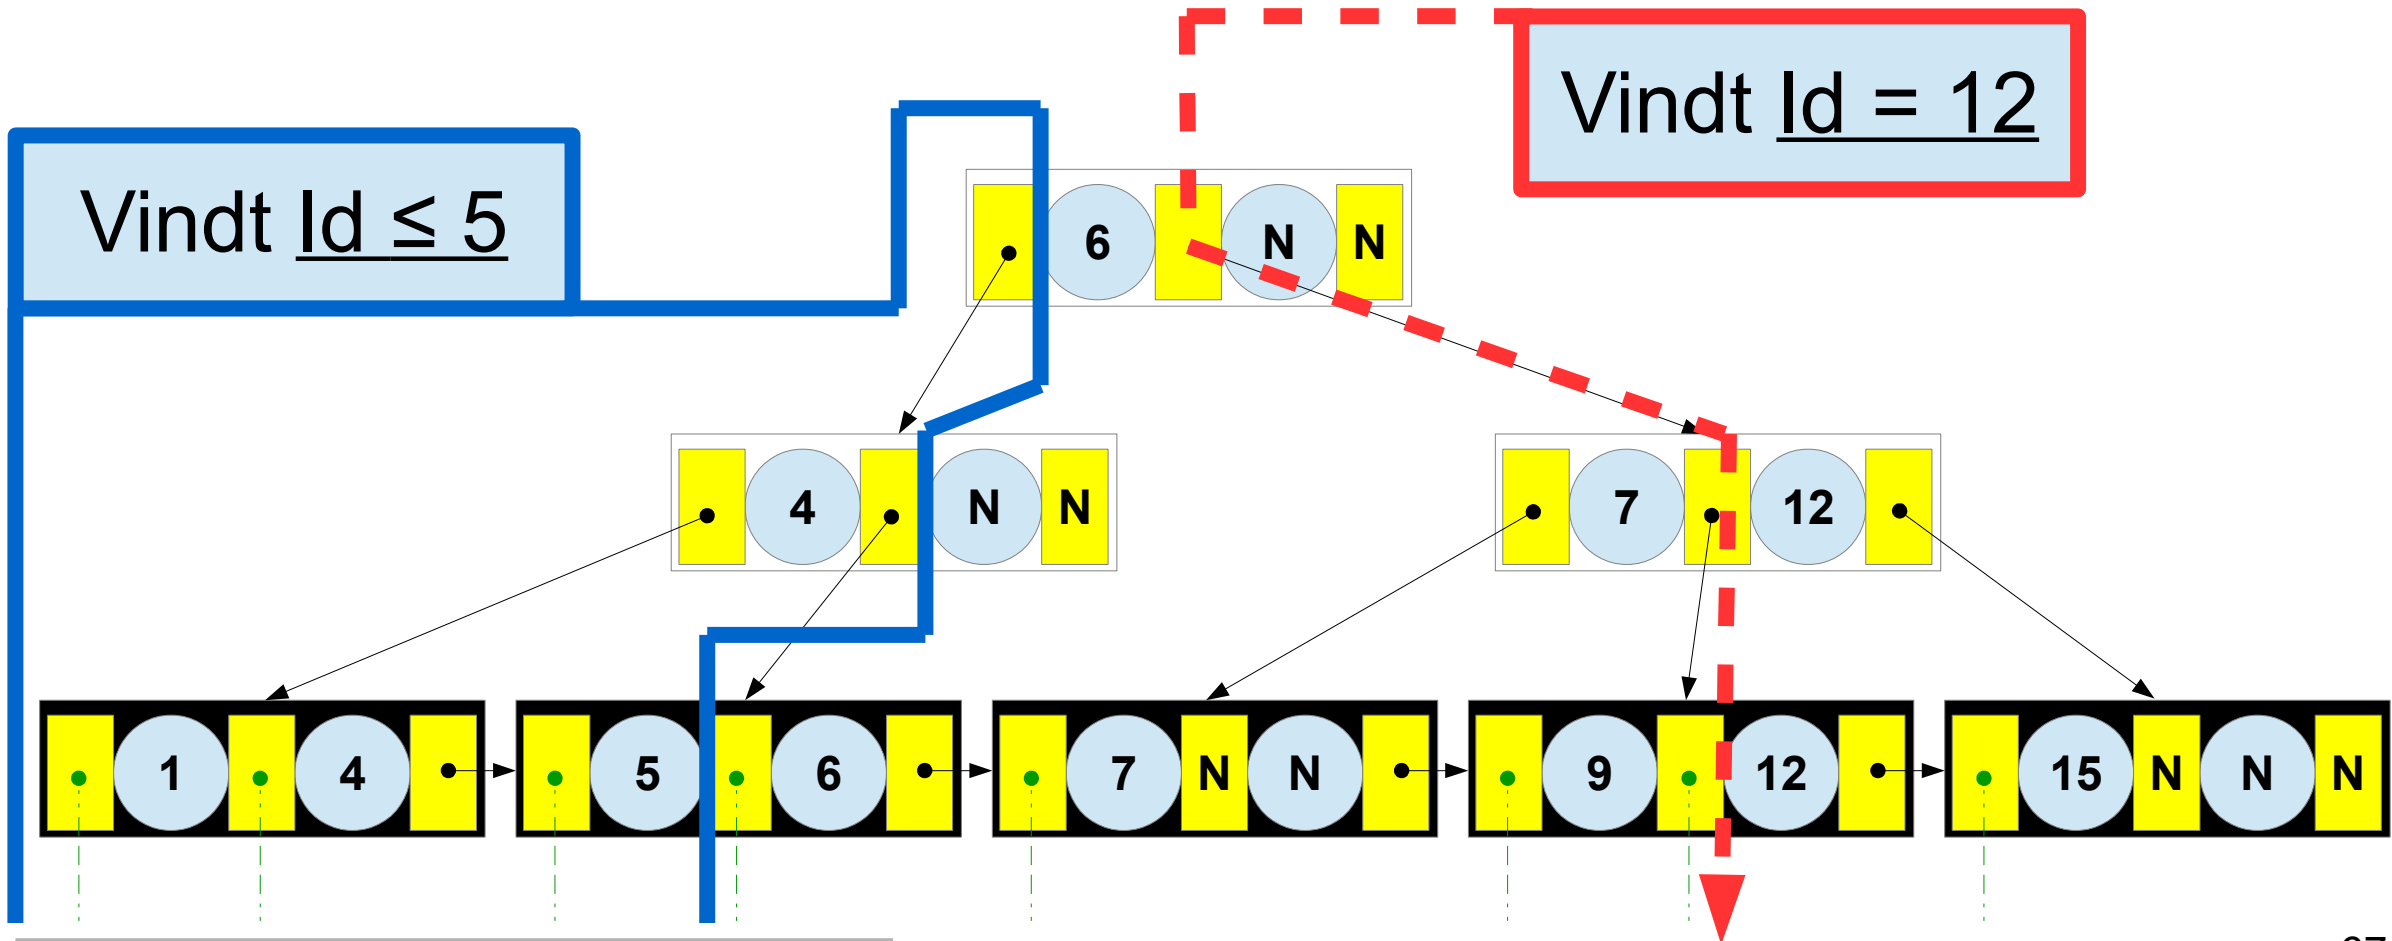 Vindt Id = 12
Vindt Id ≤ 5
6 N N
4 N N
7 12
1 4
5 6
7 N N
9 12
15 N N N